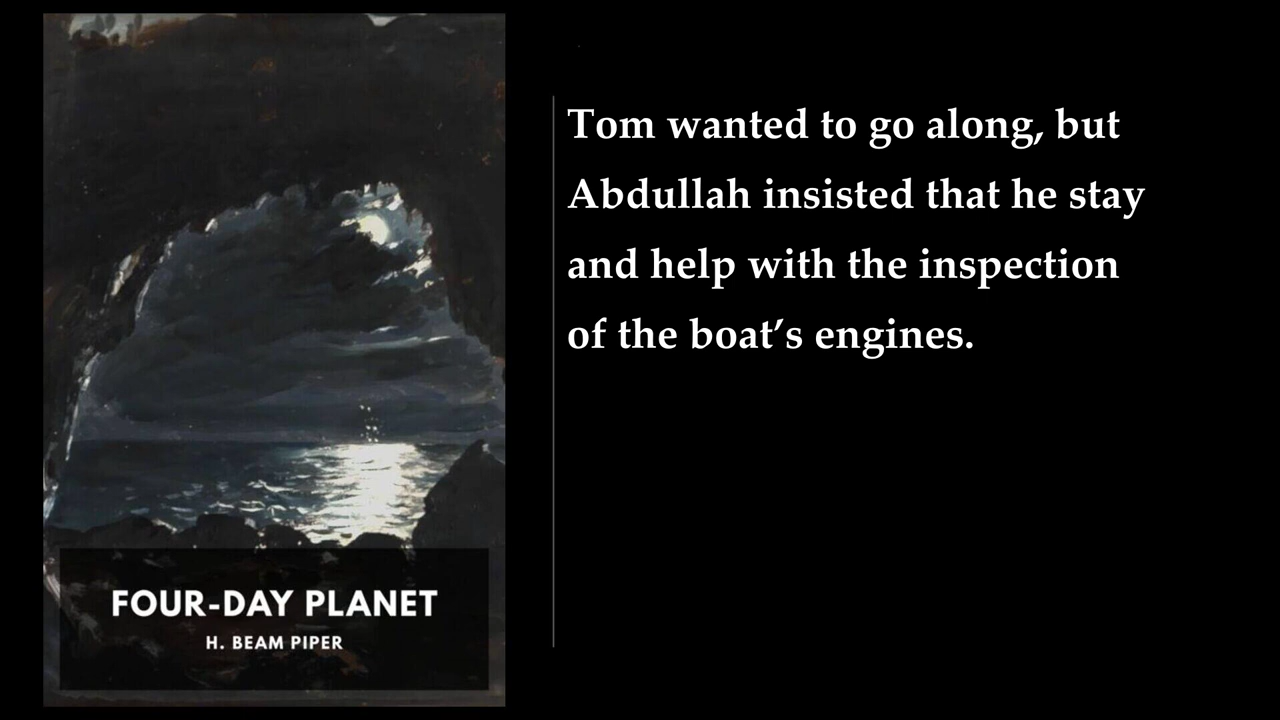 FOUR-DAY PLANET
H. BEAM PIPER
Tom wanted to go along, but
Abdullah insisted that he stay
and help with the inspection
of the boat’s engines.